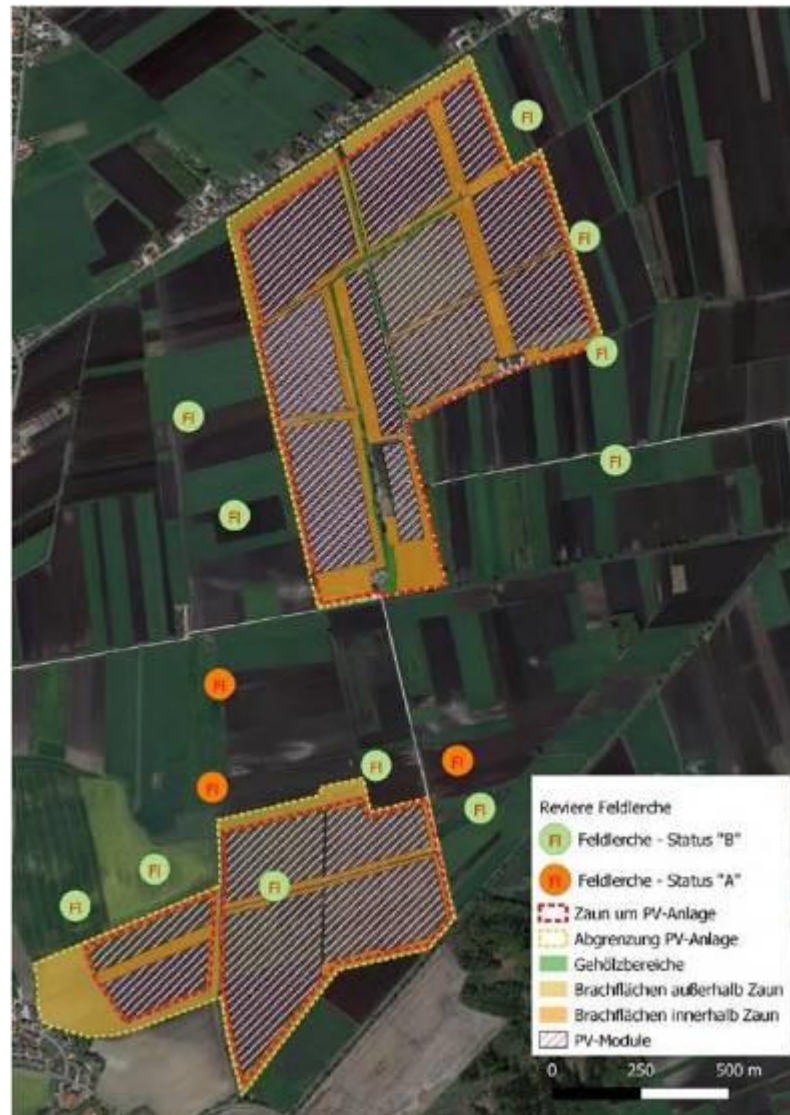 Fl
Fl
Fl
Fl
Fl
Fl
Fl
Fl
Fl
Fl
Fl
Fl
Fl
Fl
Reviere Feldlerche
Fl Feldlerche - Status "B"
Fl Feldlerche - Status "A"
Zaun um PV-Anlage
Abgrenzung PV-Anlage
Gehölzbereiche
Brachflächen außerhalb Zaun
Brachflächen innerhalb Zaun
PV-Module
0 250 500 m